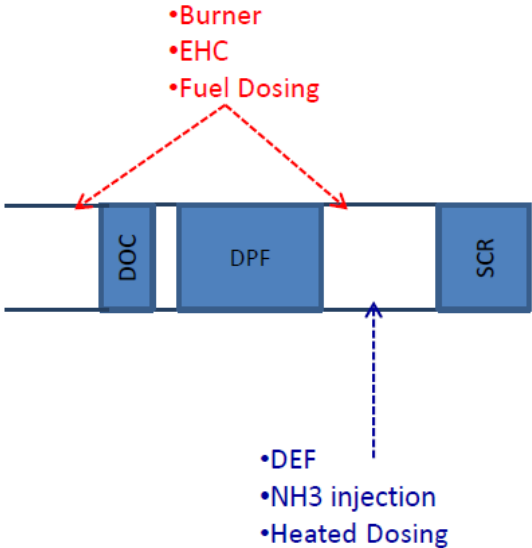 •Burner
•EHC
•Fuel Dosing
DOC
DPF
SCR
•DEF
•NH3 injection
•Heated Dosing